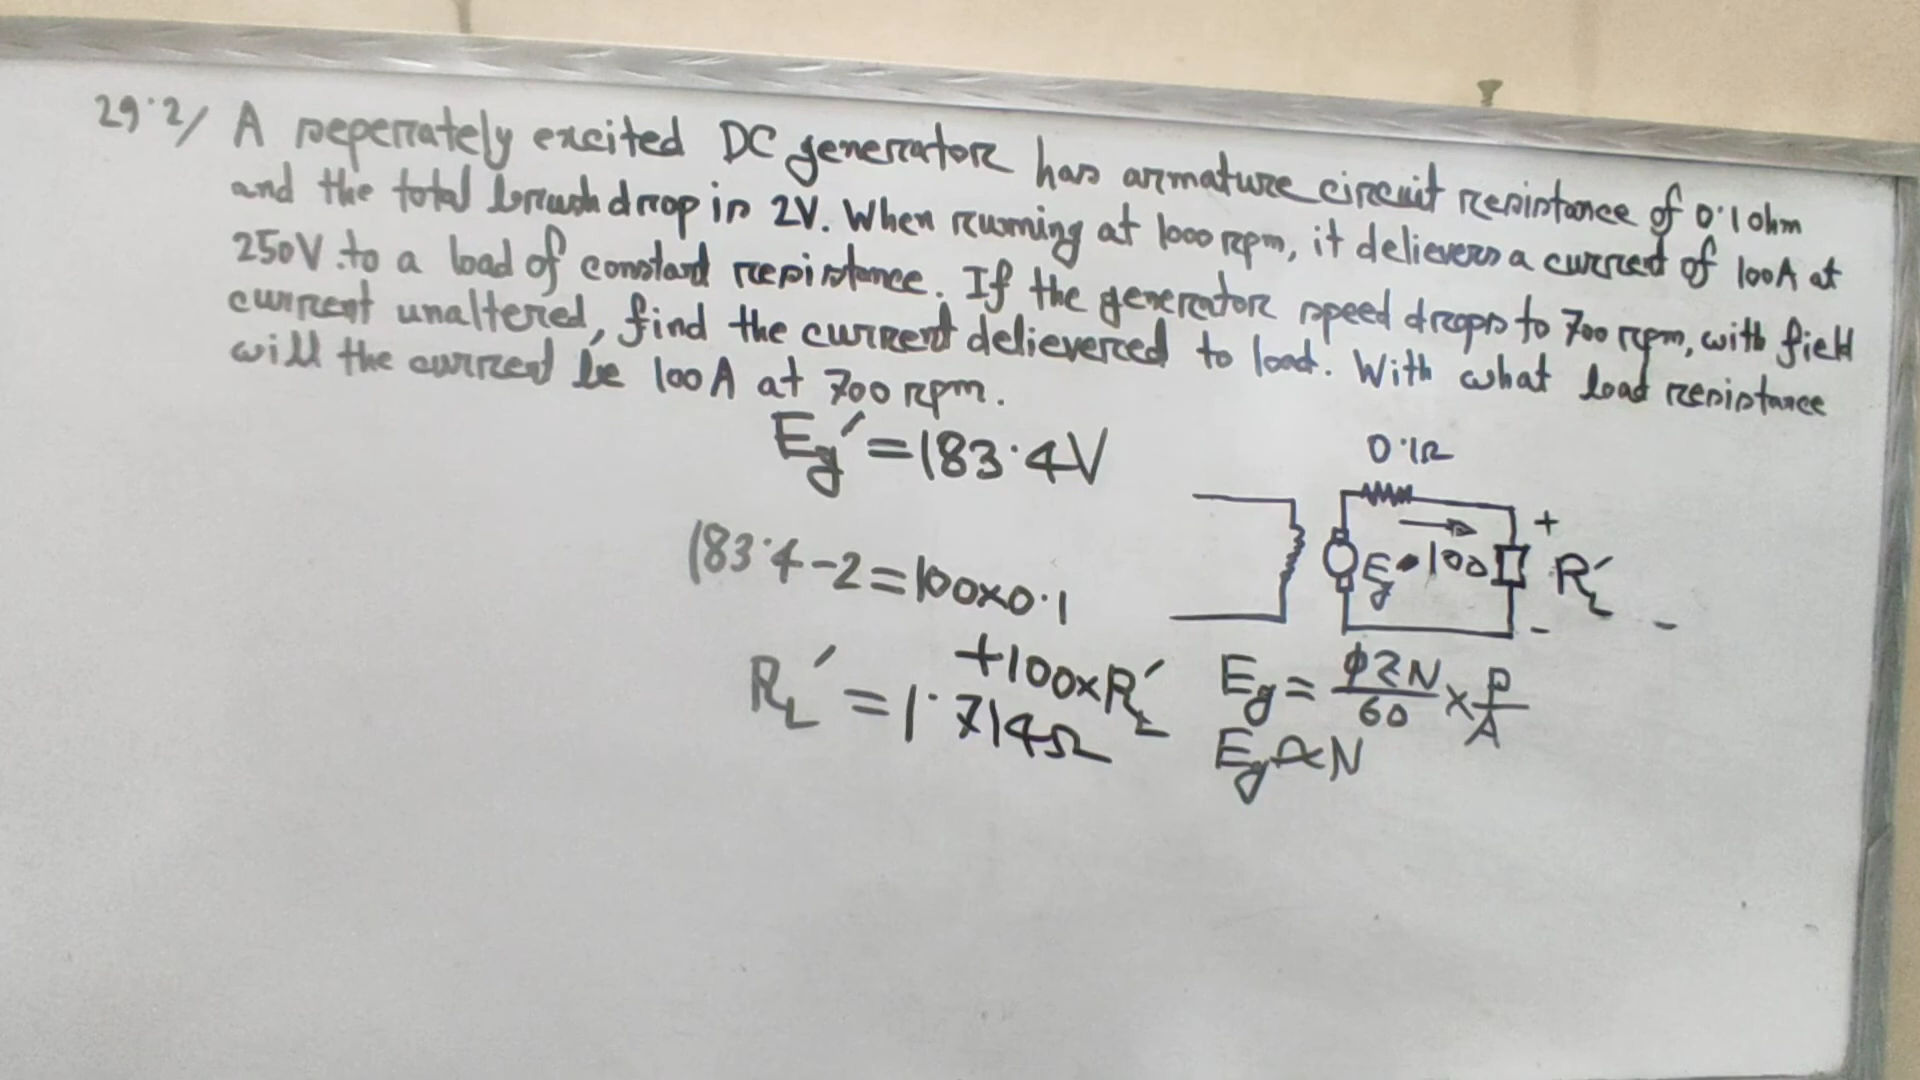 29.2/ A seperately excited DC generator has armature circuit resistance of 0.1 ohm
and the total brush drop is 2V. When running at 1000 rpm, it delievers a current of 100A at
250V to a load of constant resistance. If the generator speed drops to 700 rpm, with field
current unaltered, find the current delievered to load. With what load resistance
will the current be 100A at 700 rpm.
Eg′ = 183.4V
0.1Ω
183.4 - 2 = 100×0.1
+100×RL′
RL′ = 1.714Ω
Eg 100 RL′
+
-
Eg = ΦZN/60 × P/A
Eg ∝ N